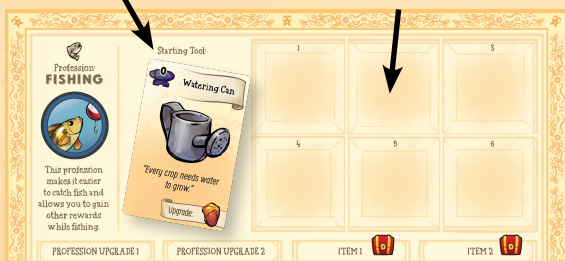 Profession:
FISHING
This profession
makes it easier
to catch fish and
allows you to gain
other rewards
while fishing.
Starting Tool:
0
Watering Can
"Every crop needs water
to grow."
Upgrade:
1
3
4
5
6
PROFESSION UPGRADE 1
PROFESSION UPGRADE 2
ITEM 1
ITEM 2